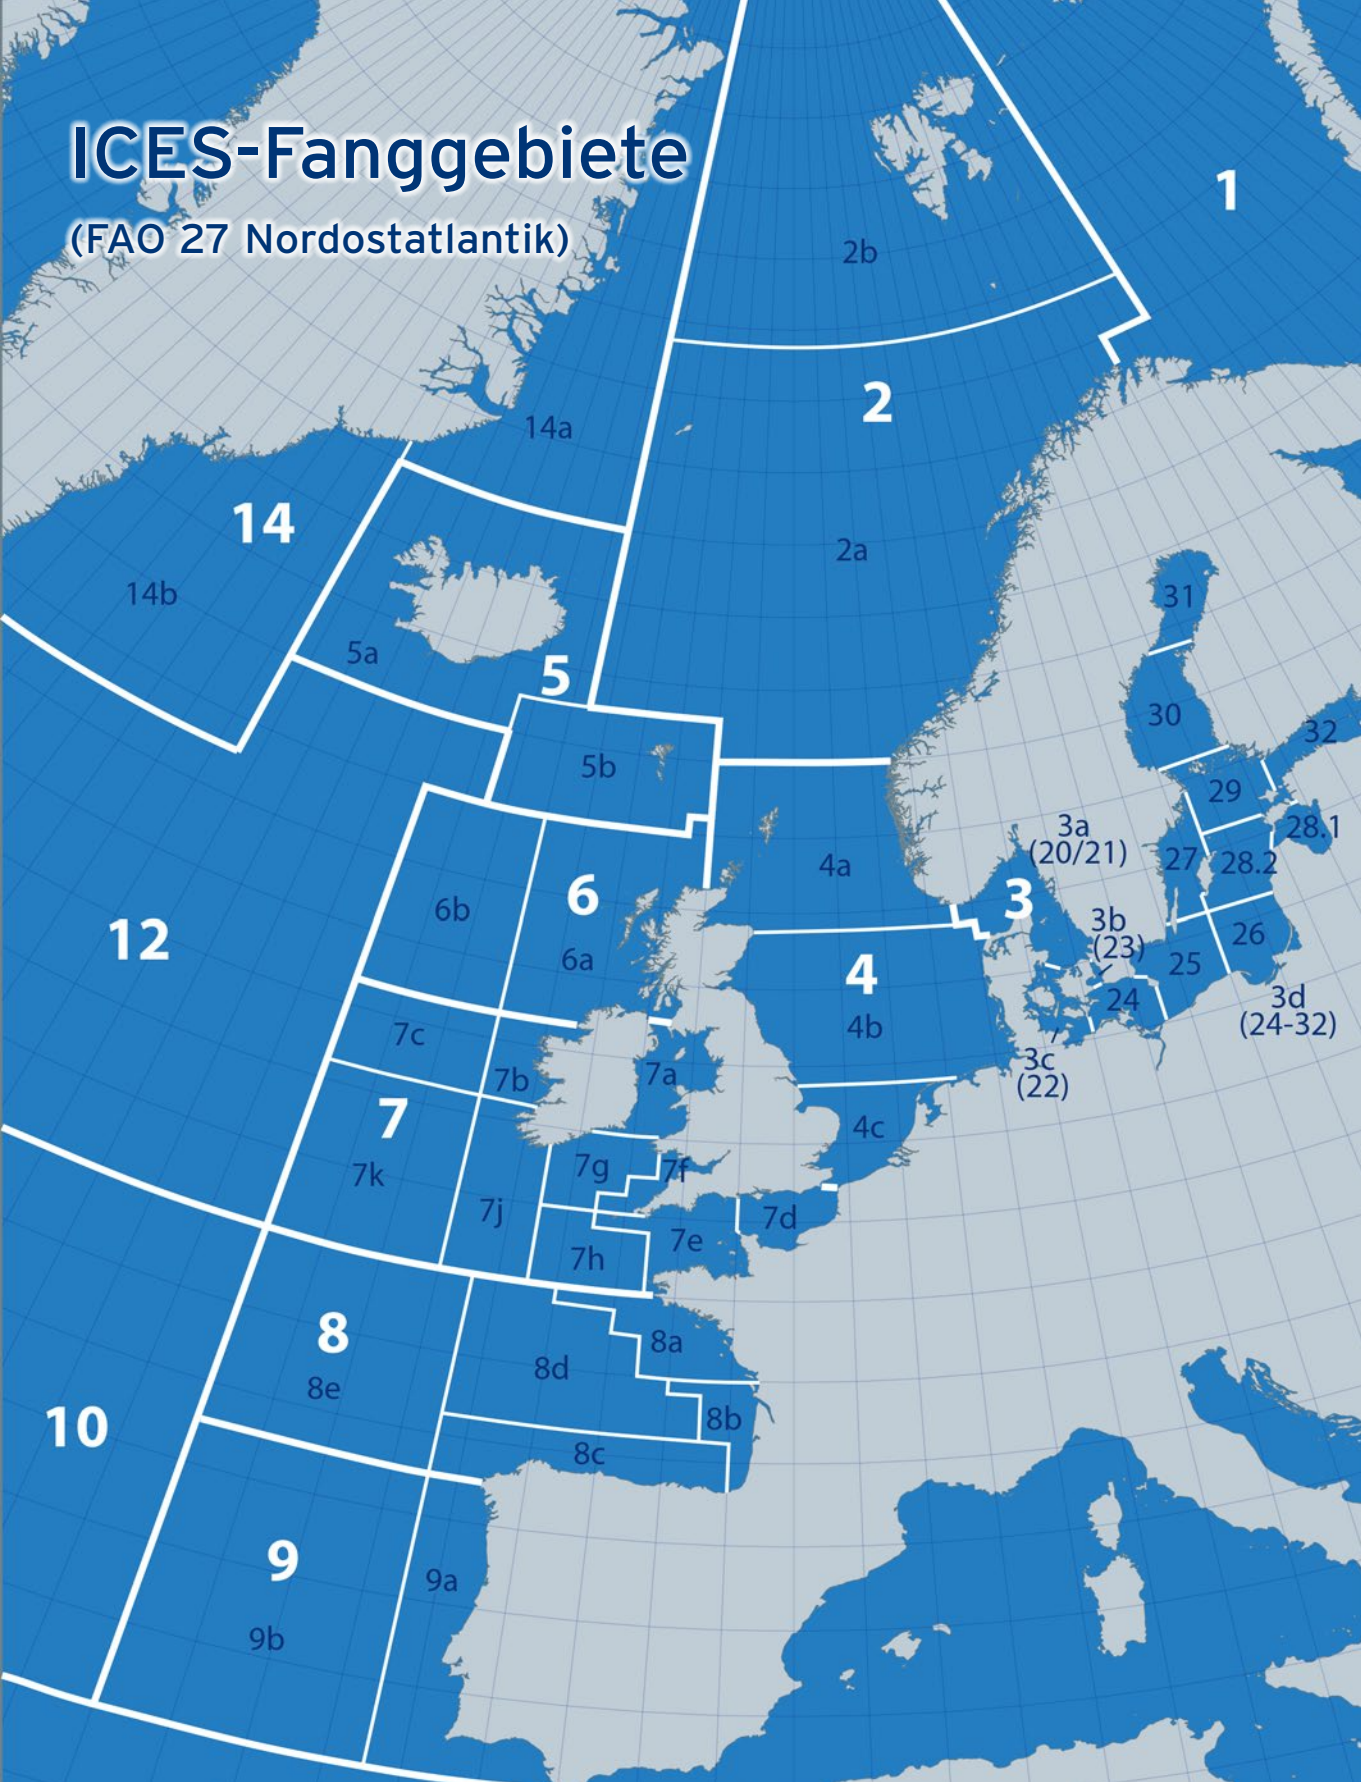 ICES-Fanggebiete
(FAO 27 Nordostatlantik)
1
2b
2
14a
14
2a
14b
31
5a
5
30
32
5b
29
3a
(20/21)
28.1
4a
27
28.2
6
6b
3
3b
(23)
26
12
6a
4
25
24
3d
(24-32)
7c
4b
7b
7a
3c
(22)
7
4c
7k
7g
7f
7j
7d
7e
7h
8
8a
8d
8e
8b
10
8c
9
9a
9b